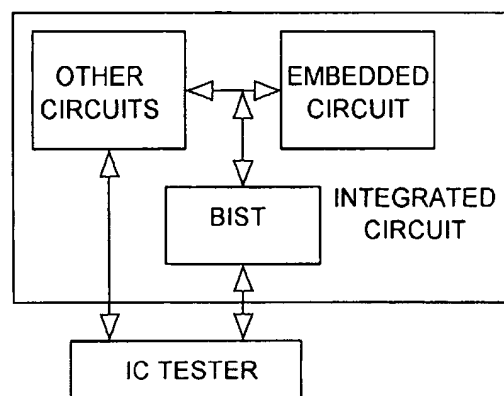 OTHER
CIRCUITS
EMBEDDED
CIRCUIT
BIST
INTEGRATED
CIRCUIT
IC TESTER